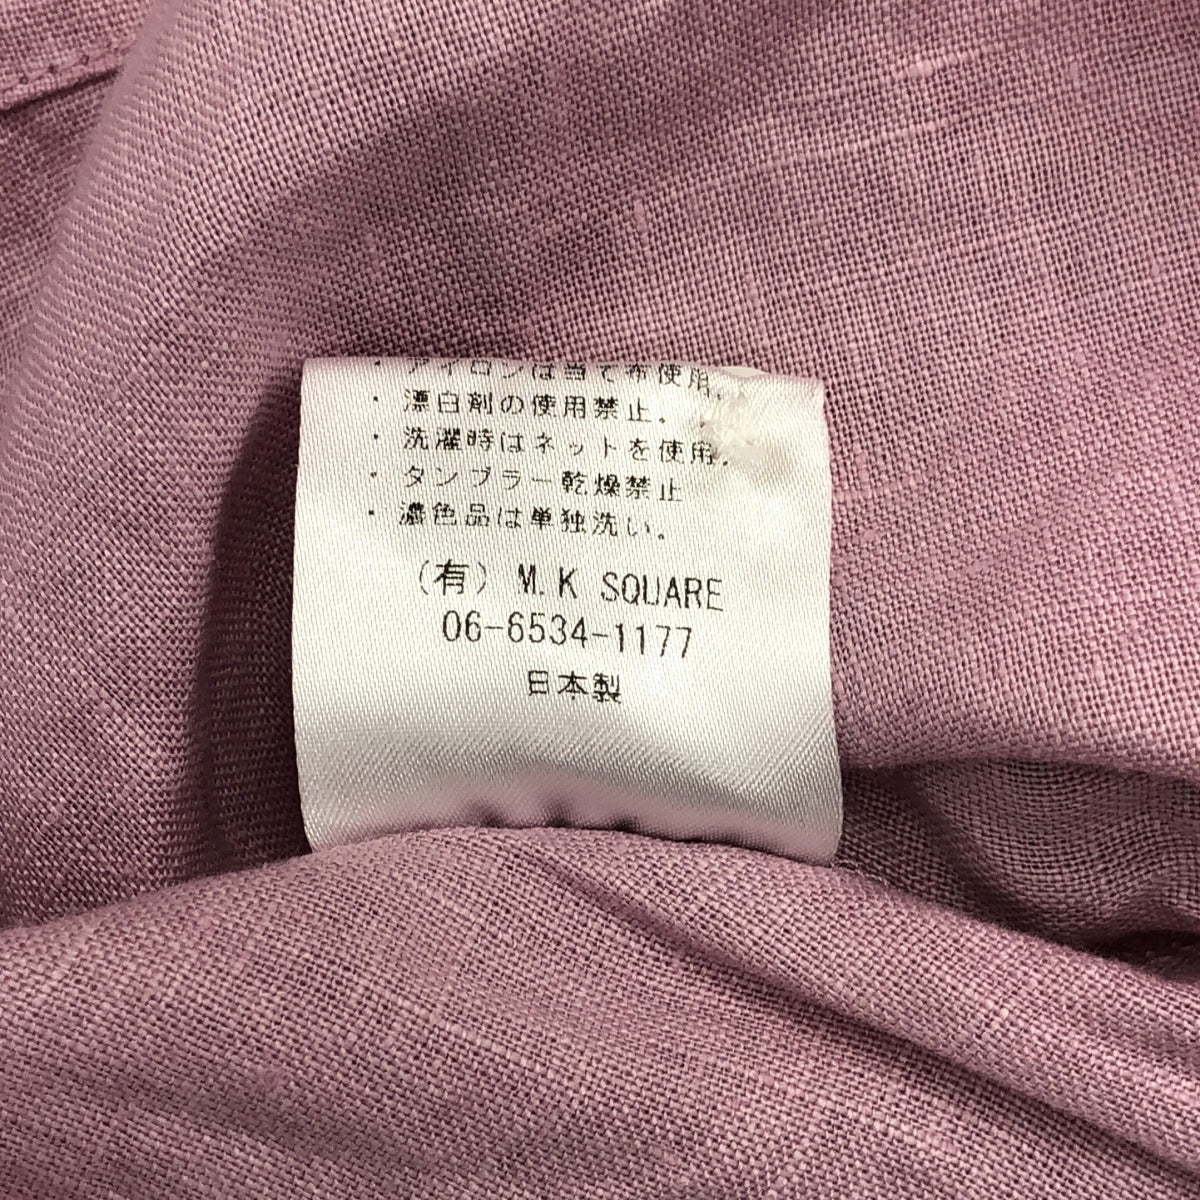 ・アイロンは当て布使用。
・漂白剤の使用禁止。
・洗濯時はネットを使用。
・タンブラー乾燥禁止
・濃色品は単独洗い。
(有) M.K SQUARE
06-6534-1177
日本製